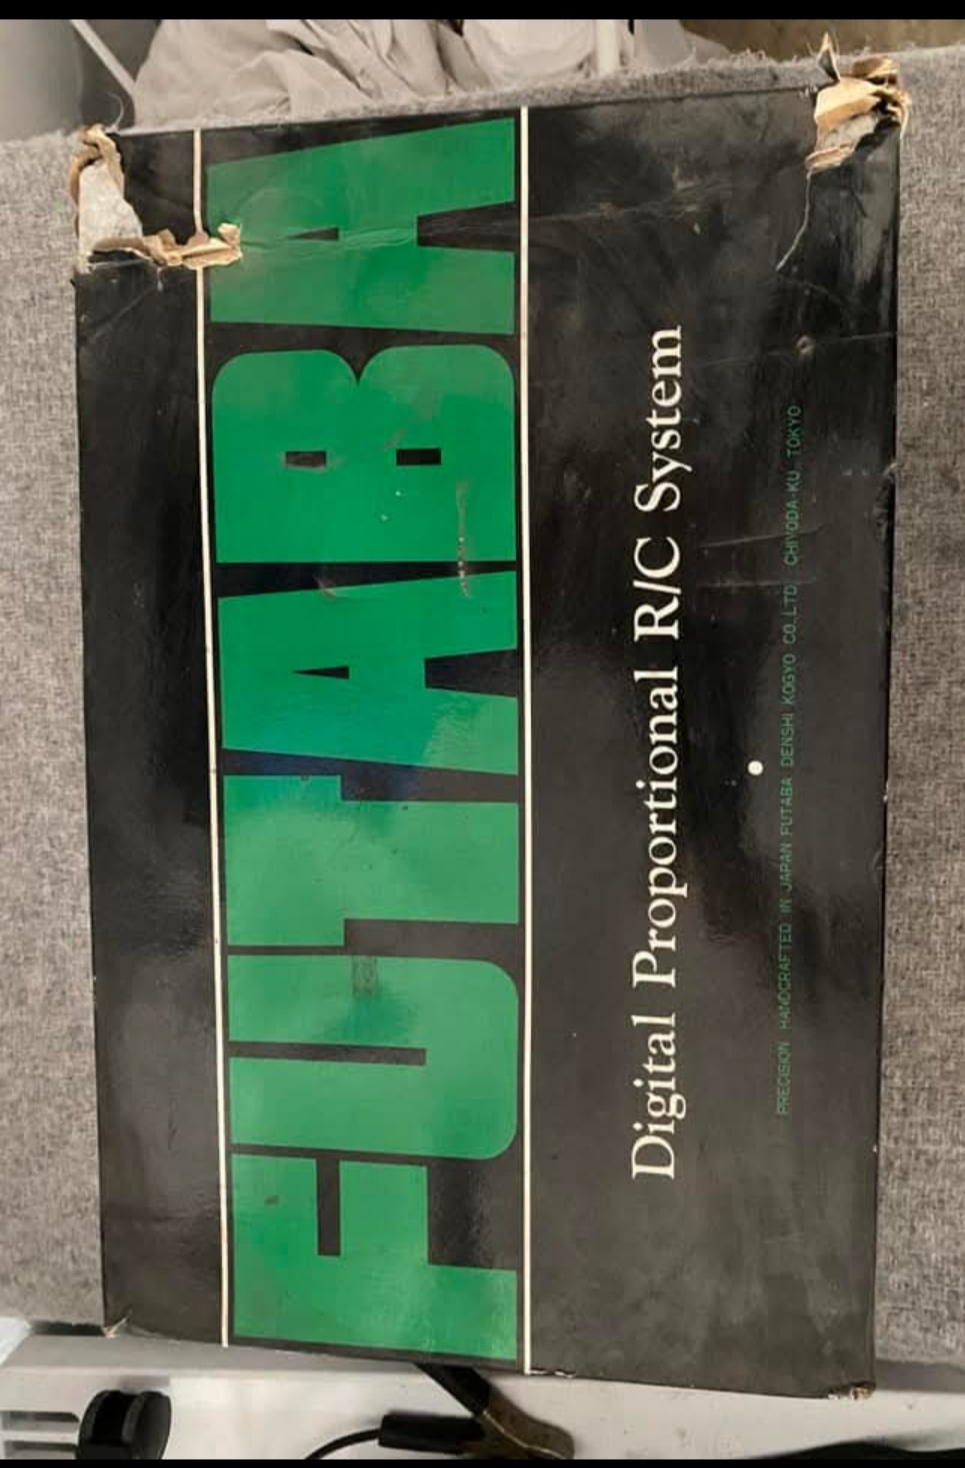 FUTABA
Digital Proportional R/C System
PRECISION HANDCRAFTED IN JAPAN FUTABA DENSHI KOGYO CO.,LTD CHIYODA-KU, TOKYO